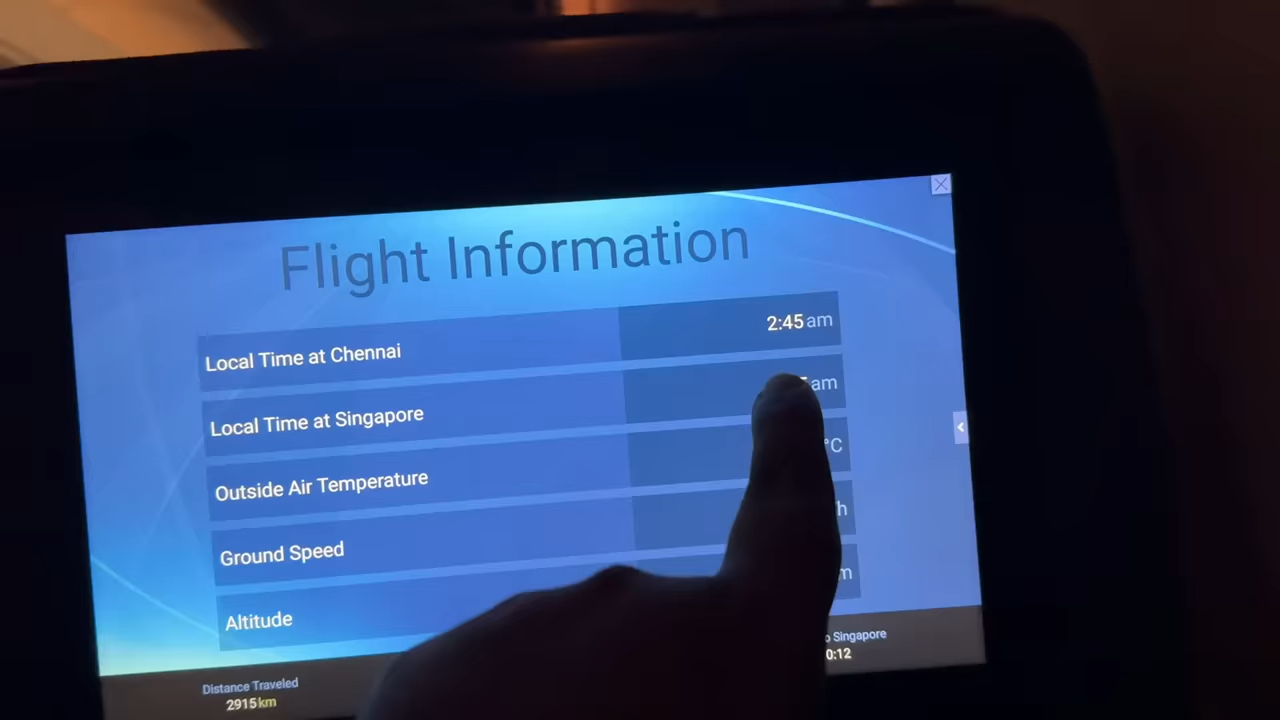 Flight Information
Local Time at Chennai 2:45 am
Local Time at Singapore am
Outside Air Temperature °C
Ground Speed h
Altitude m
Distance Traveled
2915 km
Singapore
0:12